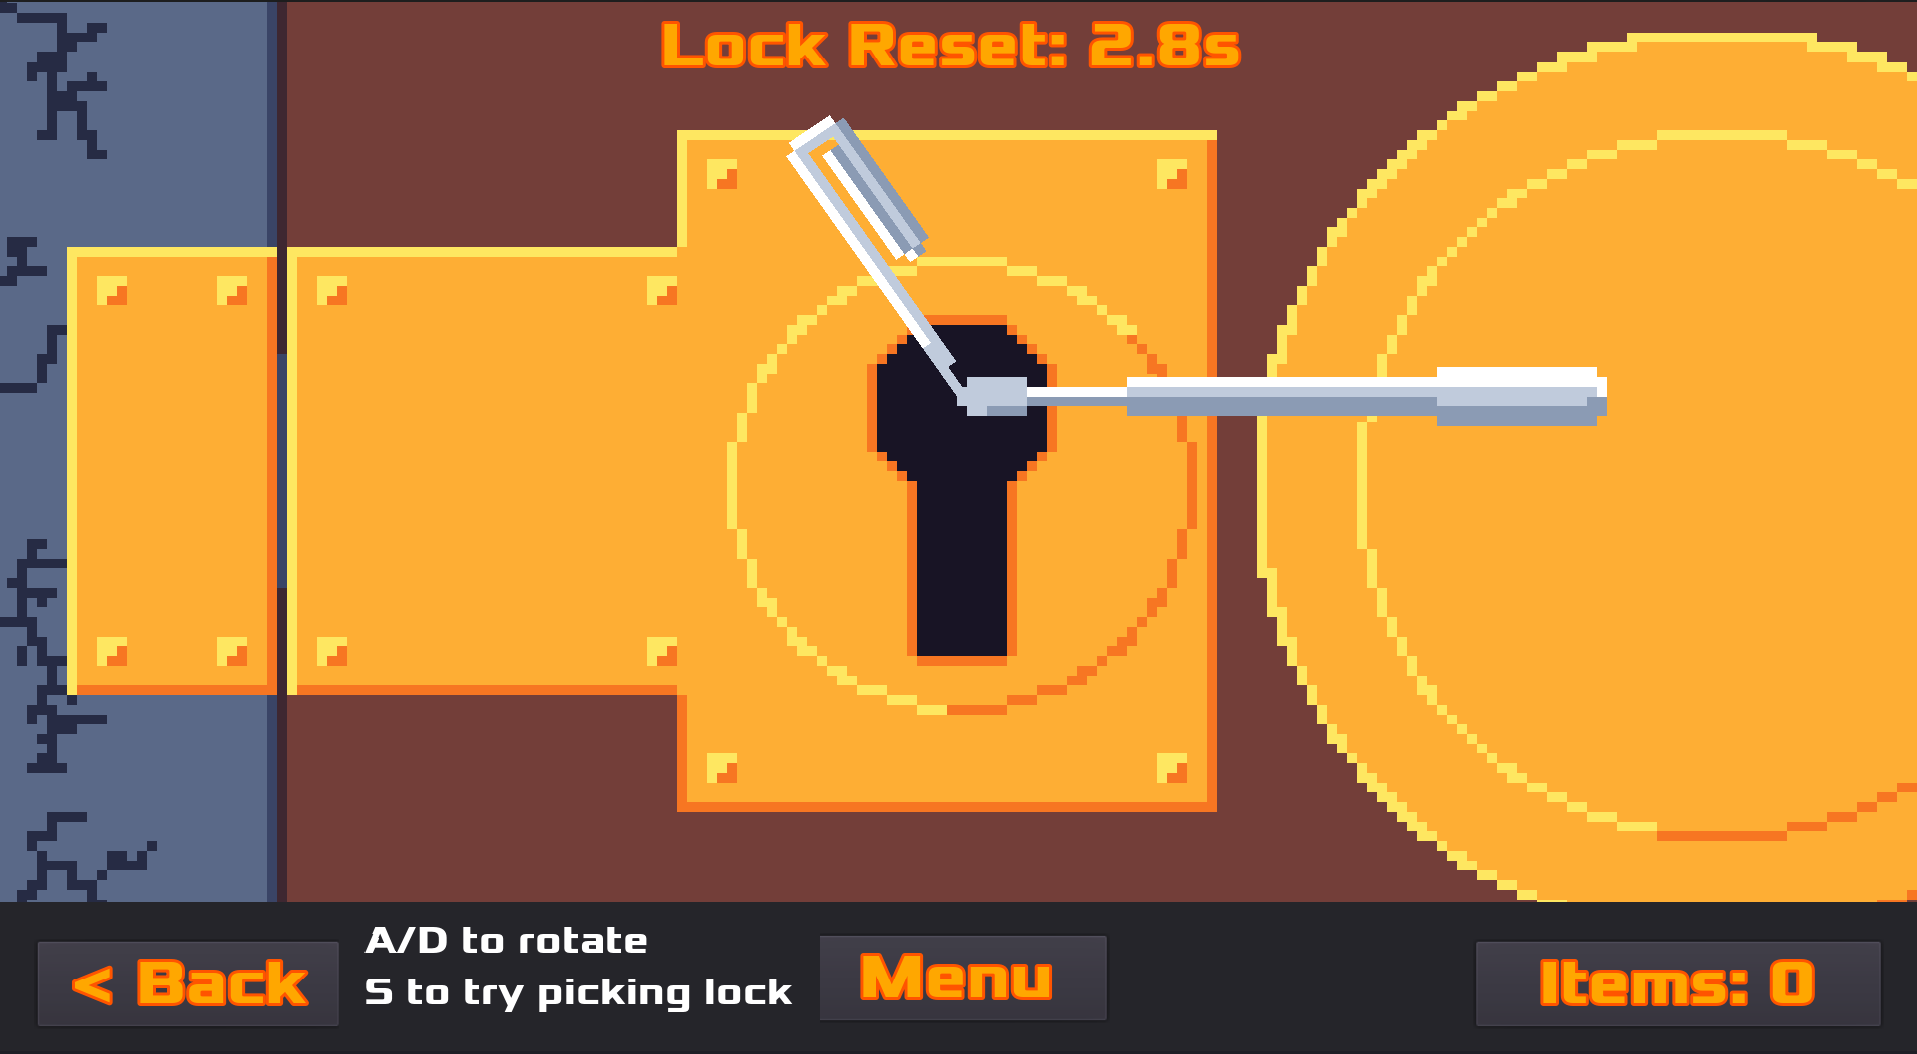 Lock Reset: 2.8s
< Back
A/D to rotate
S to try picking lock
Menu
Items: 0